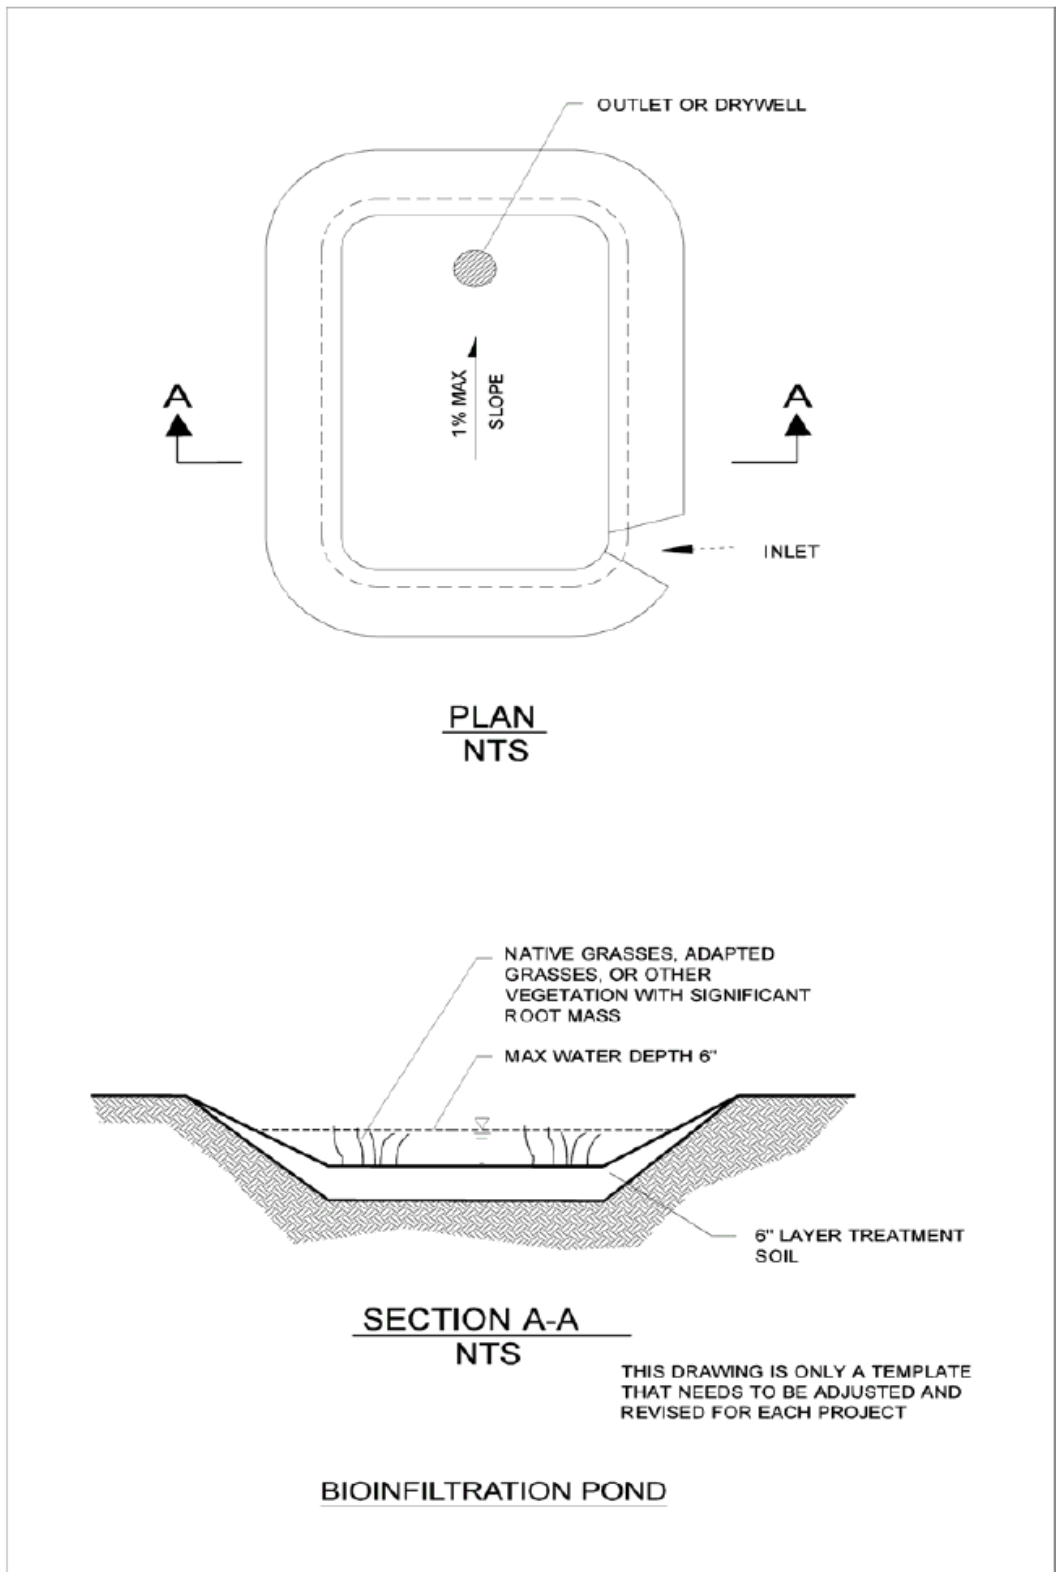 OUTLET OR DRYWELL
A
A
1% MAX
SLOPE
INLET
PLAN
NTS
NATIVE GRASSES, ADAPTED
GRASSES, OR OTHER
VEGETATION WITH SIGNIFICANT
ROOT MASS
MAX WATER DEPTH 6"
6" LAYER TREATMENT
SOIL
SECTION A-A
NTS
THIS DRAWING IS ONLY A TEMPLATE
THAT NEEDS TO BE ADJUSTED AND
REVISED FOR EACH PROJECT
BIOINFILTRATION POND